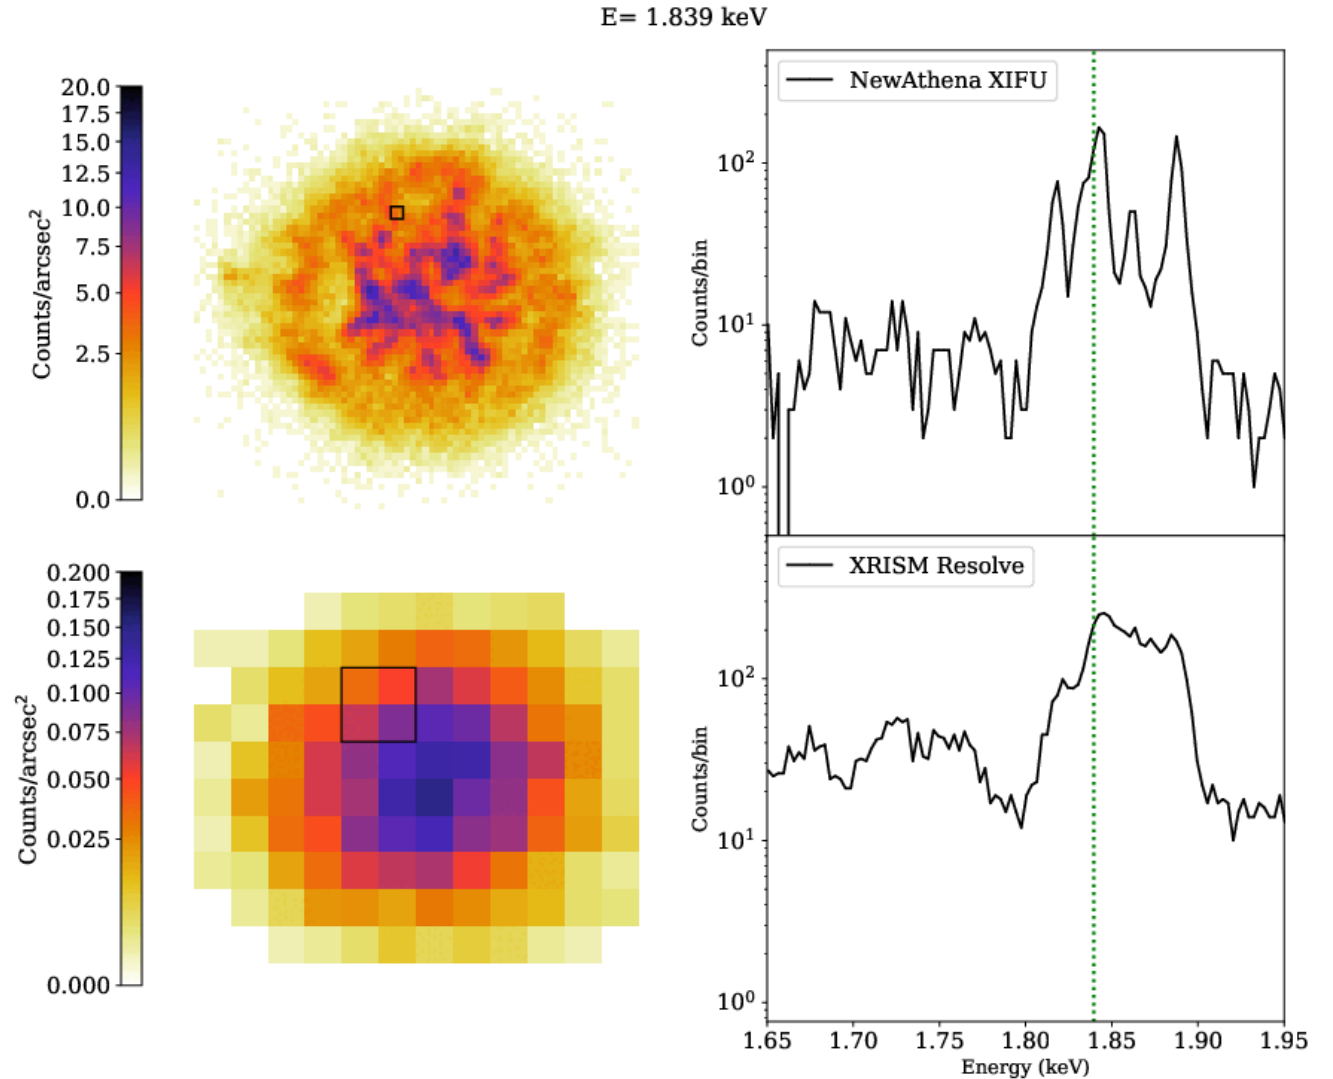 E= 1.839 keV
20.0
17.5
15.0
12.5
10.0
7.5
5.0
2.5
0.0
Counts/arcsec²
NewAthena XIFU
10²
10¹
10⁰
Counts/bin
0.200
0.175
0.150
0.125
0.100
0.075
0.050
0.025
0.000
Counts/arcsec²
XRISM Resolve
10²
10¹
10⁰
Counts/bin
1.65 1.70 1.75 1.80 1.85 1.90 1.95
Energy (keV)